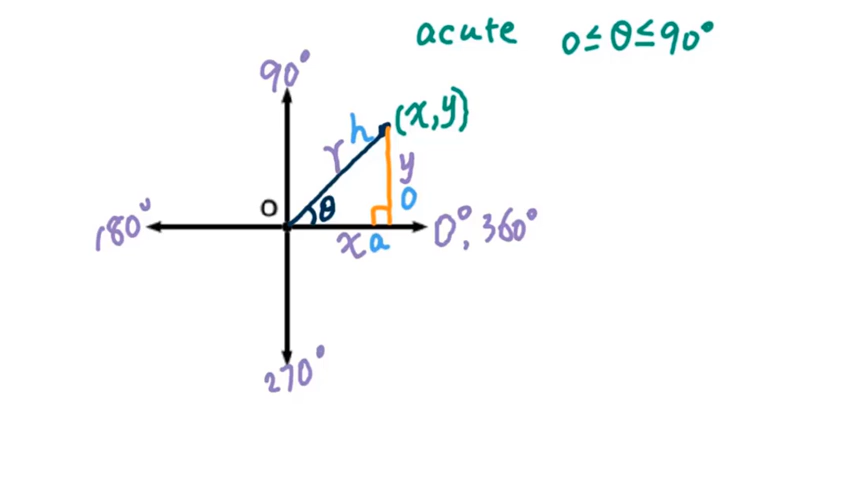 acute 0 ≤ θ ≤ 90°
90°
h (x,y)
r y
O θ o
180° x a 0°, 360°
270°